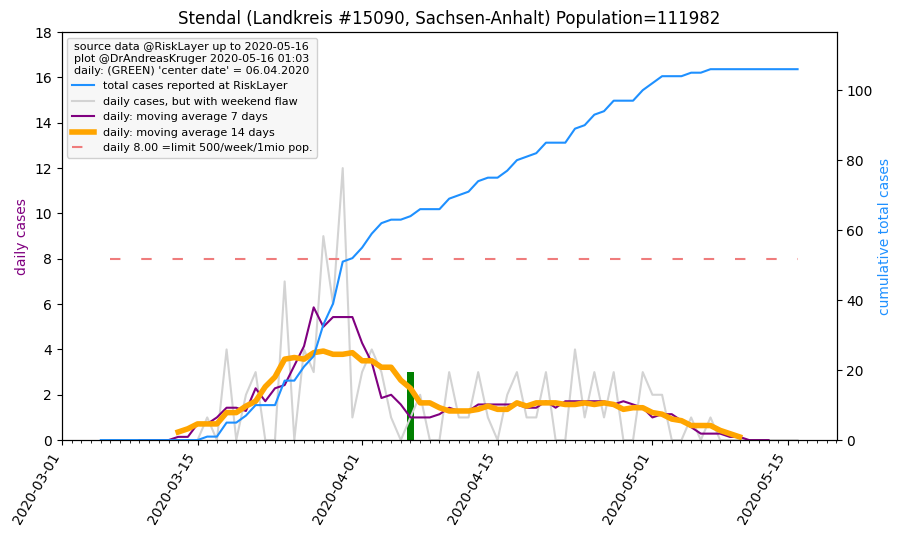 Stendal (Landkreis #15090, Sachsen-Anhalt) Population=111982
source data @RiskLayer up to 2020-05-16
plot @DrAndreasKruger 2020-05-16 01:03
daily: (GREEN) 'center date' = 06.04.2020
total cases reported at RiskLayer
daily cases, but with weekend flaw
daily: moving average 7 days
daily: moving average 14 days
daily 8.00 =limit 500/week/1mio pop.
daily cases
18
16
14
12
10
8
6
4
2
0
cumulative total cases
100
80
60
40
20
0
2020-03-01
2020-03-15
2020-04-01
2020-04-15
2020-05-01
2020-05-15